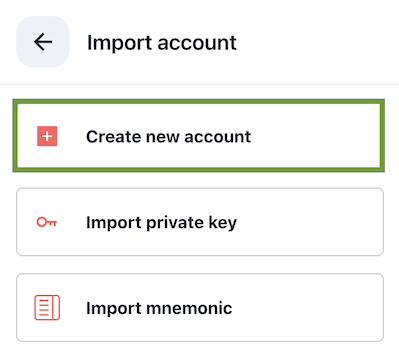 Import account
Create new account
Import private key
Import mnemonic